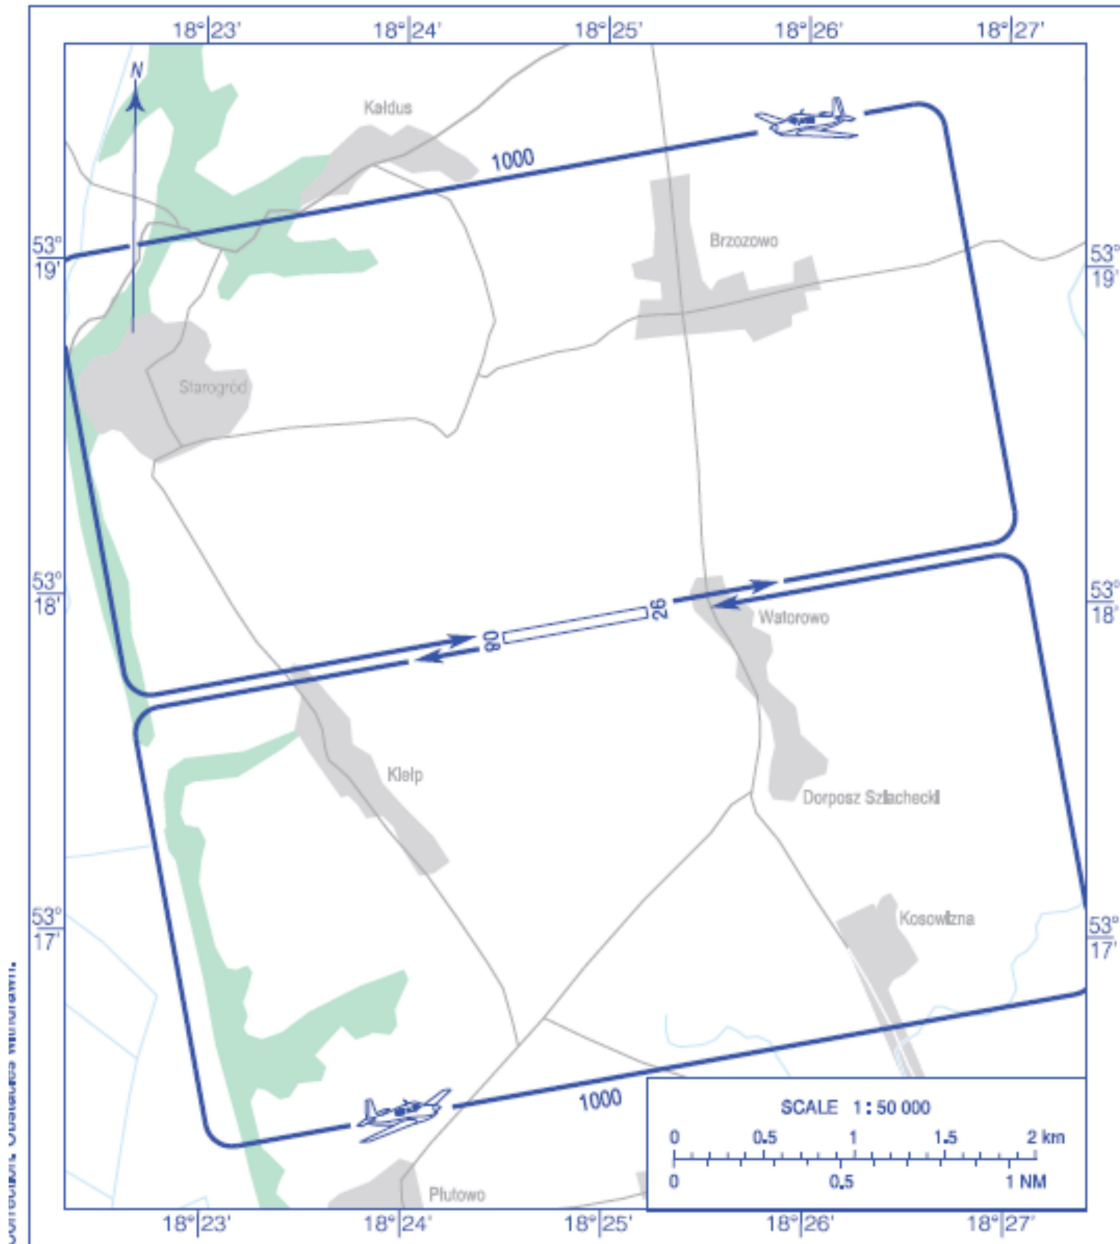 18°23' 18°24' 18°25' 18°26' 18°27'
N
Kałdus
1000
53°
19'
Brzozowo
53°
19'
Starogród
53°
18'
53°
18'
08
26
Watorowo
Kiełp
Dorposz Szlachecki
53°
17'
Kosowizna
53°
17'
1000
SCALE 1 : 50 000
0 0.5 1 1.5 2 km
0 0.5 1 NM
Płutowo
18°23' 18°24' 18°25' 18°26' 18°27'